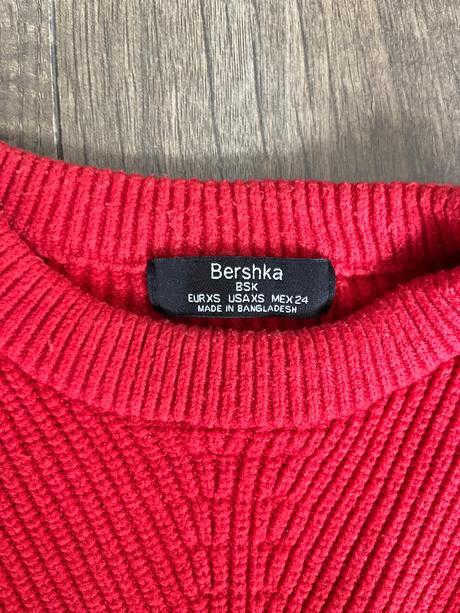 Bershka
BSK
EUR XS USA XS MEX 24
MADE IN BANGLADESH